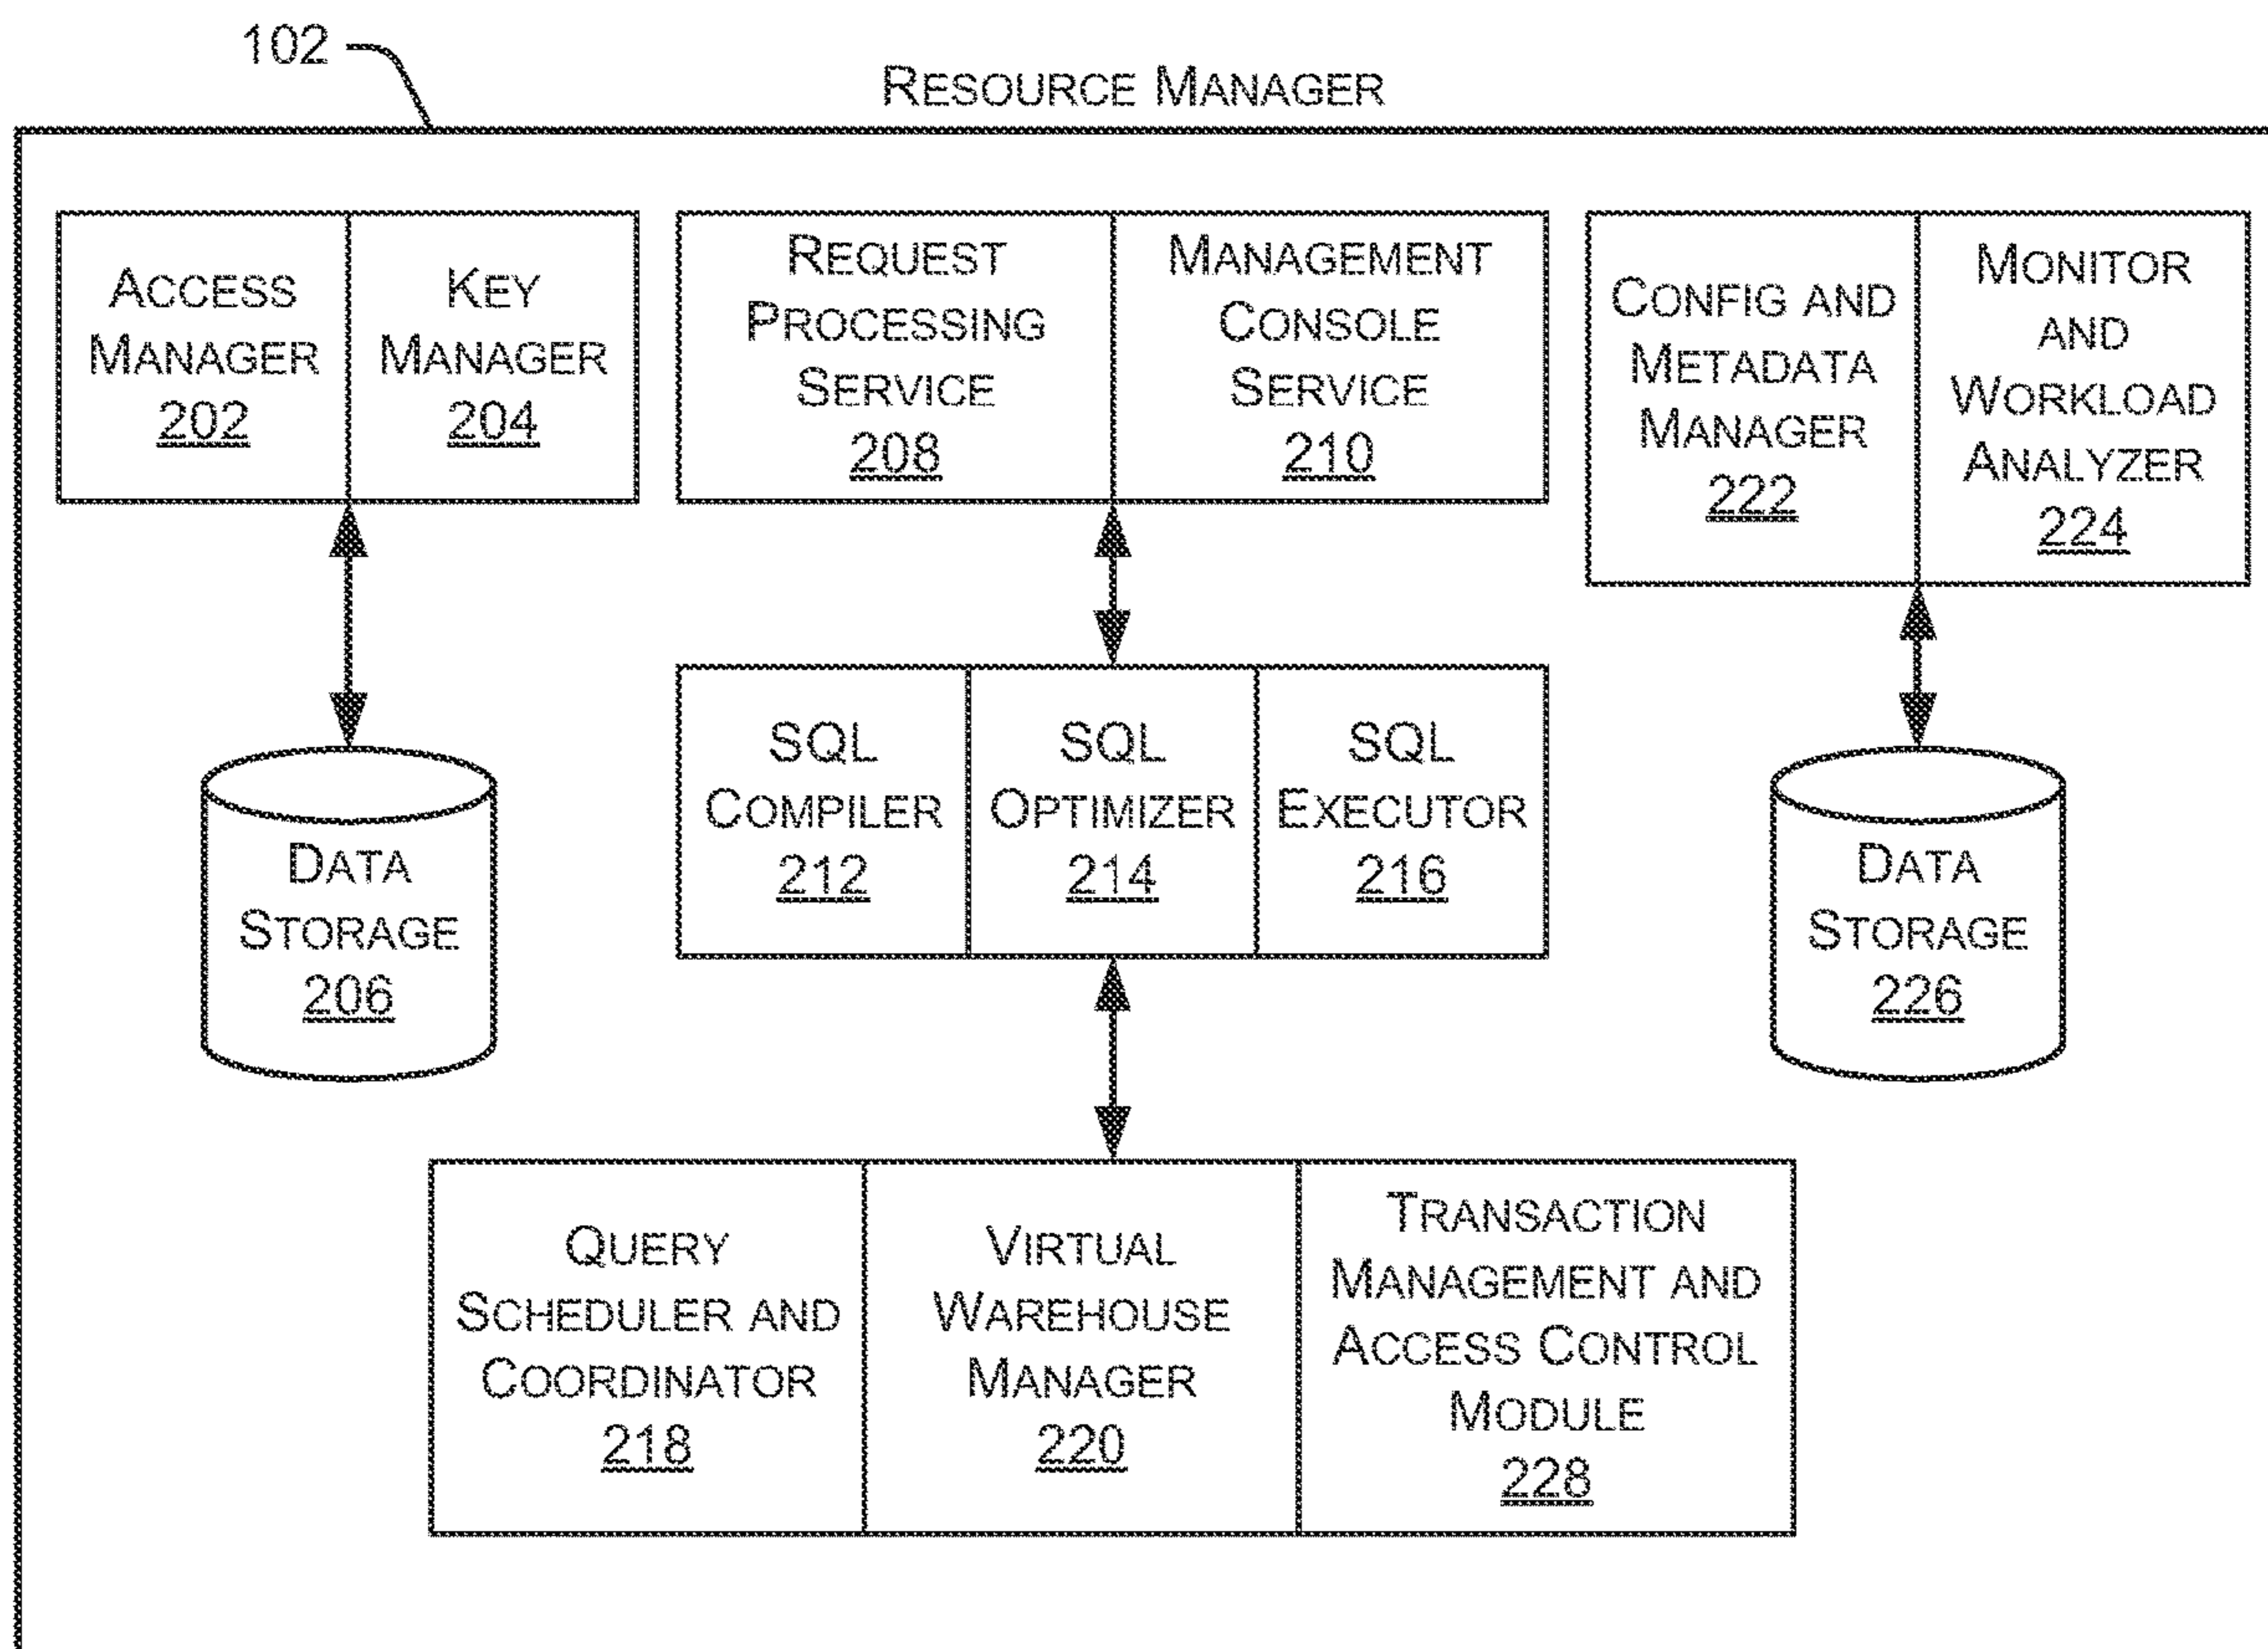 102
RESOURCE MANAGER
ACCESS
MANAGER
202
KEY
MANAGER
204
REQUEST
PROCESSING
SERVICE
208
MANAGEMENT
CONSOLE
SERVICE
210
CONFIG AND
METADATA
MANAGER
222
MONITOR
AND
WORKLOAD
ANALYZER
224
DATA
STORAGE
206
SQL
COMPILER
212
SQL
OPTIMIZER
214
SQL
EXECUTOR
216
DATA
STORAGE
226
QUERY
SCHEDULER AND
COORDINATOR
218
VIRTUAL
WAREHOUSE
MANAGER
220
TRANSACTION
MANAGEMENT AND
ACCESS CONTROL
MODULE
228